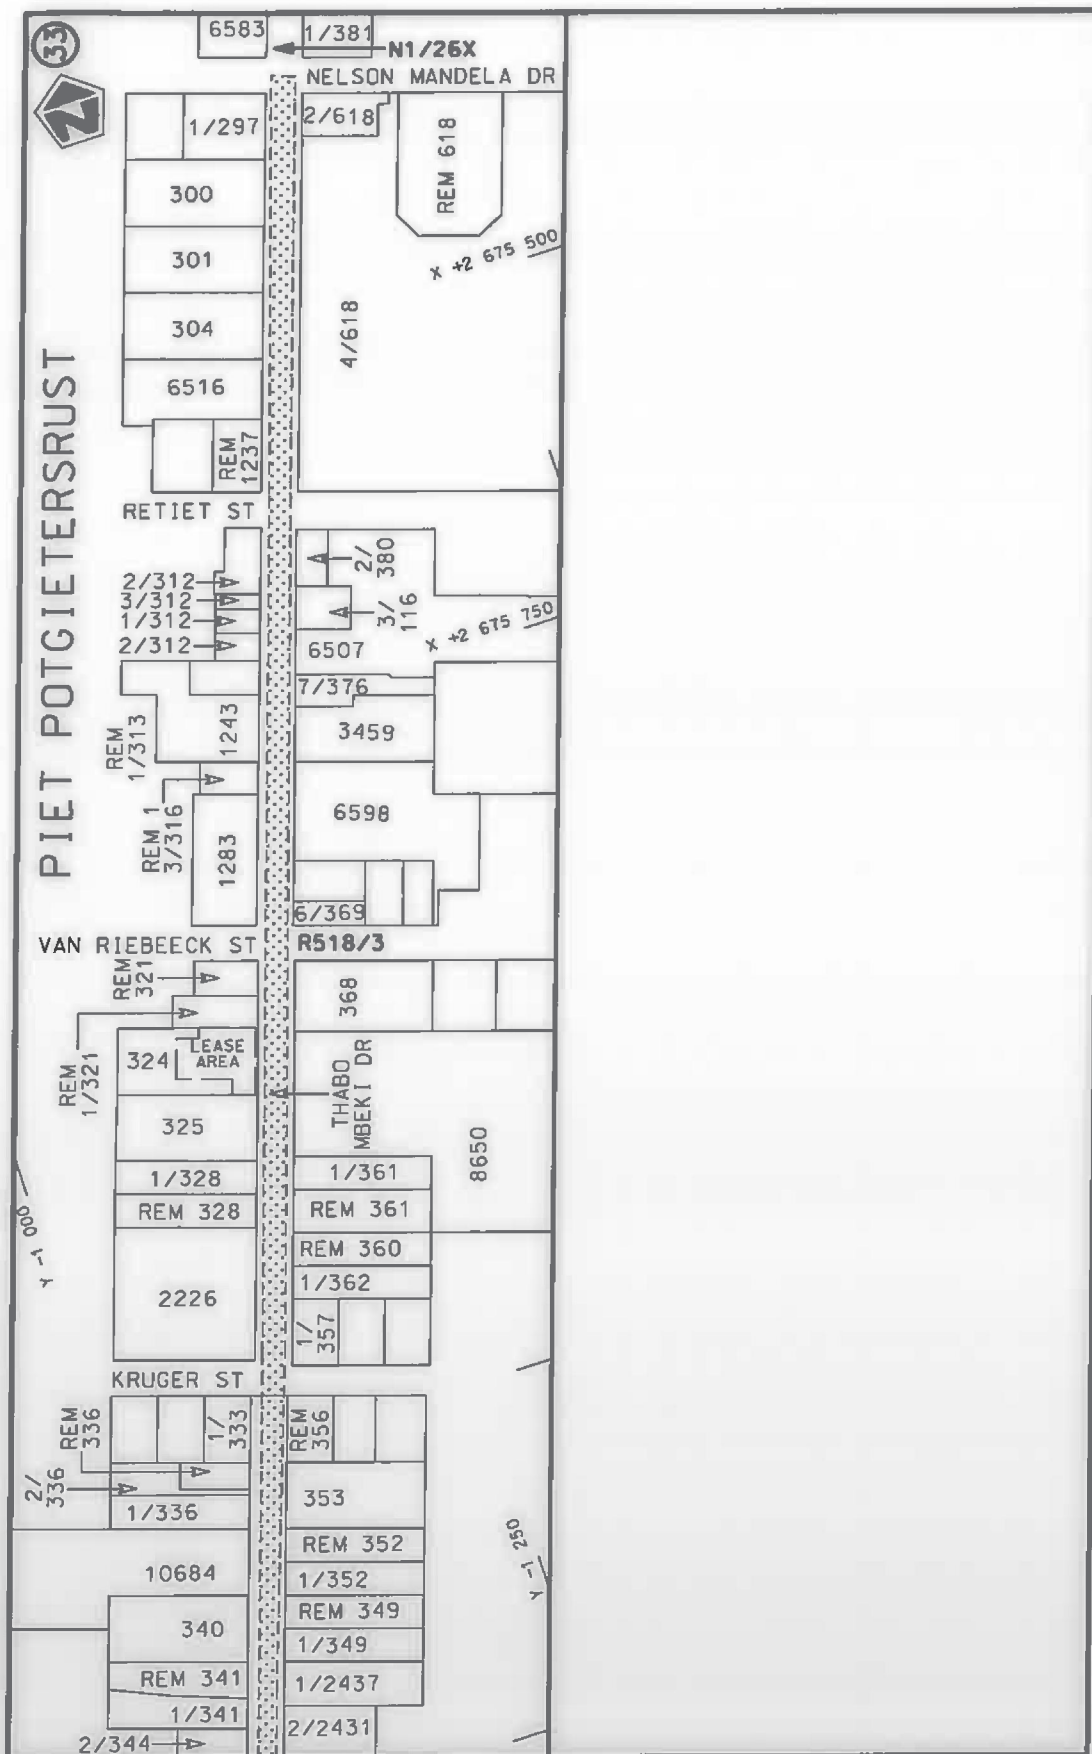 33
6583
1/381
N1/26X
NELSON MANDELA DR
1/297
2/618
REM 618
300
X +2 675 500
301
304
4/618
6516
PIET POTGIETERSRUST
REM
1237
RETIET ST
2/
380
2/312
3/312
1/312
2/312
3/
116
X +2 675 750
6507
7/376
REM
1/313
1243
3459
REM 1
3/316
6598
1283
6/369
VAN RIEBEECK ST
R518/3
REM
321
368
REM
1/321
324
LEASE
AREA
THABO
MBEKI DR
325
8650
1/328
1/361
REM 328
REM 361
Y -1 000
REM 360
2226
1/362
1/
357
KRUGER ST
REM
336
1/
333
REM
356
2/
336
353
1/336
REM 352
Y -1 250
10684
1/352
REM 349
340
1/349
REM 341
1/2437
1/341
2/2431
2/344